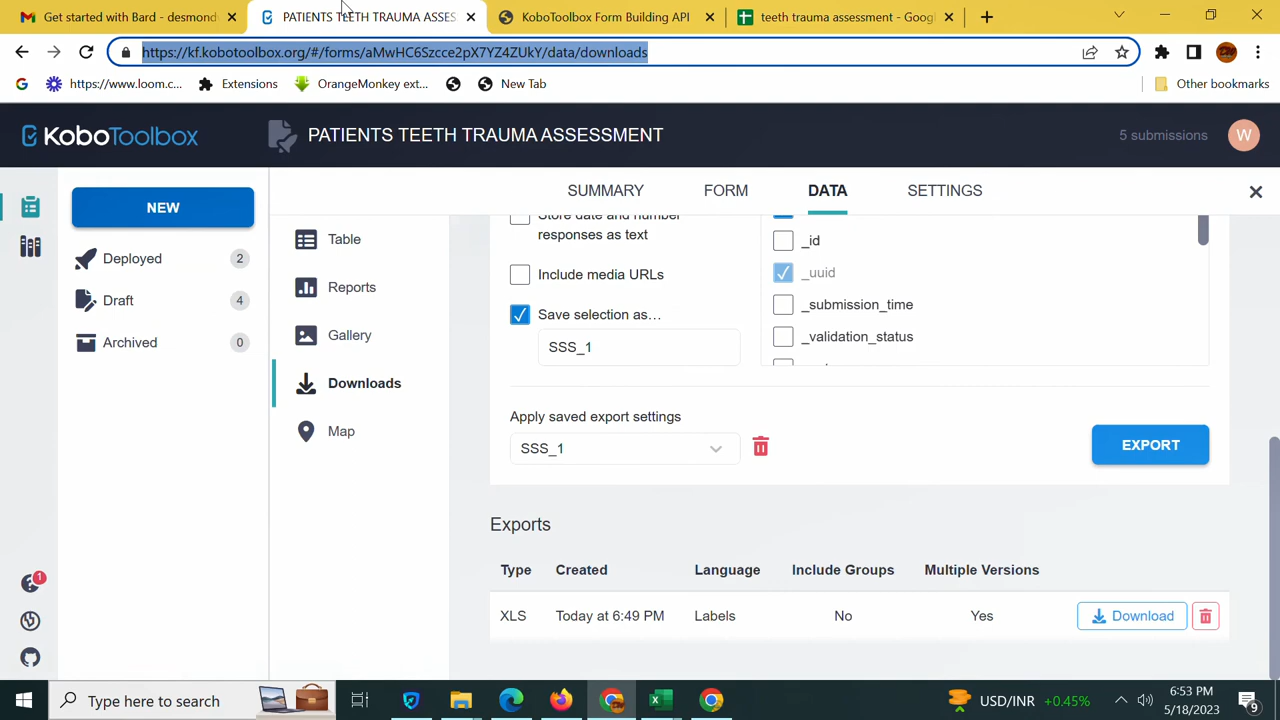 Get started with Bard - desmond
PATIENTS TEETH TRAUMA ASSES
KoboToolbox Form Building API
teeth trauma assessment - Goog
https://kf.kobotoolbox.org/#/forms/aMwHC6Szcce2pX7YZ4ZUkY/data/downloads
https://www.loom.c...
Extensions
OrangeMonkey ext...
New Tab
Other bookmarks
KoboToolbox
PATIENTS TEETH TRAUMA ASSESSMENT
5 submissions
W
NEW
SUMMARY
FORM
DATA
SETTINGS
Deployed 2
Draft 4
Archived 0
Table
Reports
Gallery
Downloads
Map
Store date and number
responses as text
Include media URLs
Save selection as…
SSS_1
_id
_uuid
_submission_time
_validation_status
Apply saved export settings
SSS_1
EXPORT
Exports
Type Created Language Include Groups Multiple Versions
XLS Today at 6:49 PM Labels No Yes Download
1
Type here to search
USD/INR +0.45%
6:53 PM
5/18/2023
9